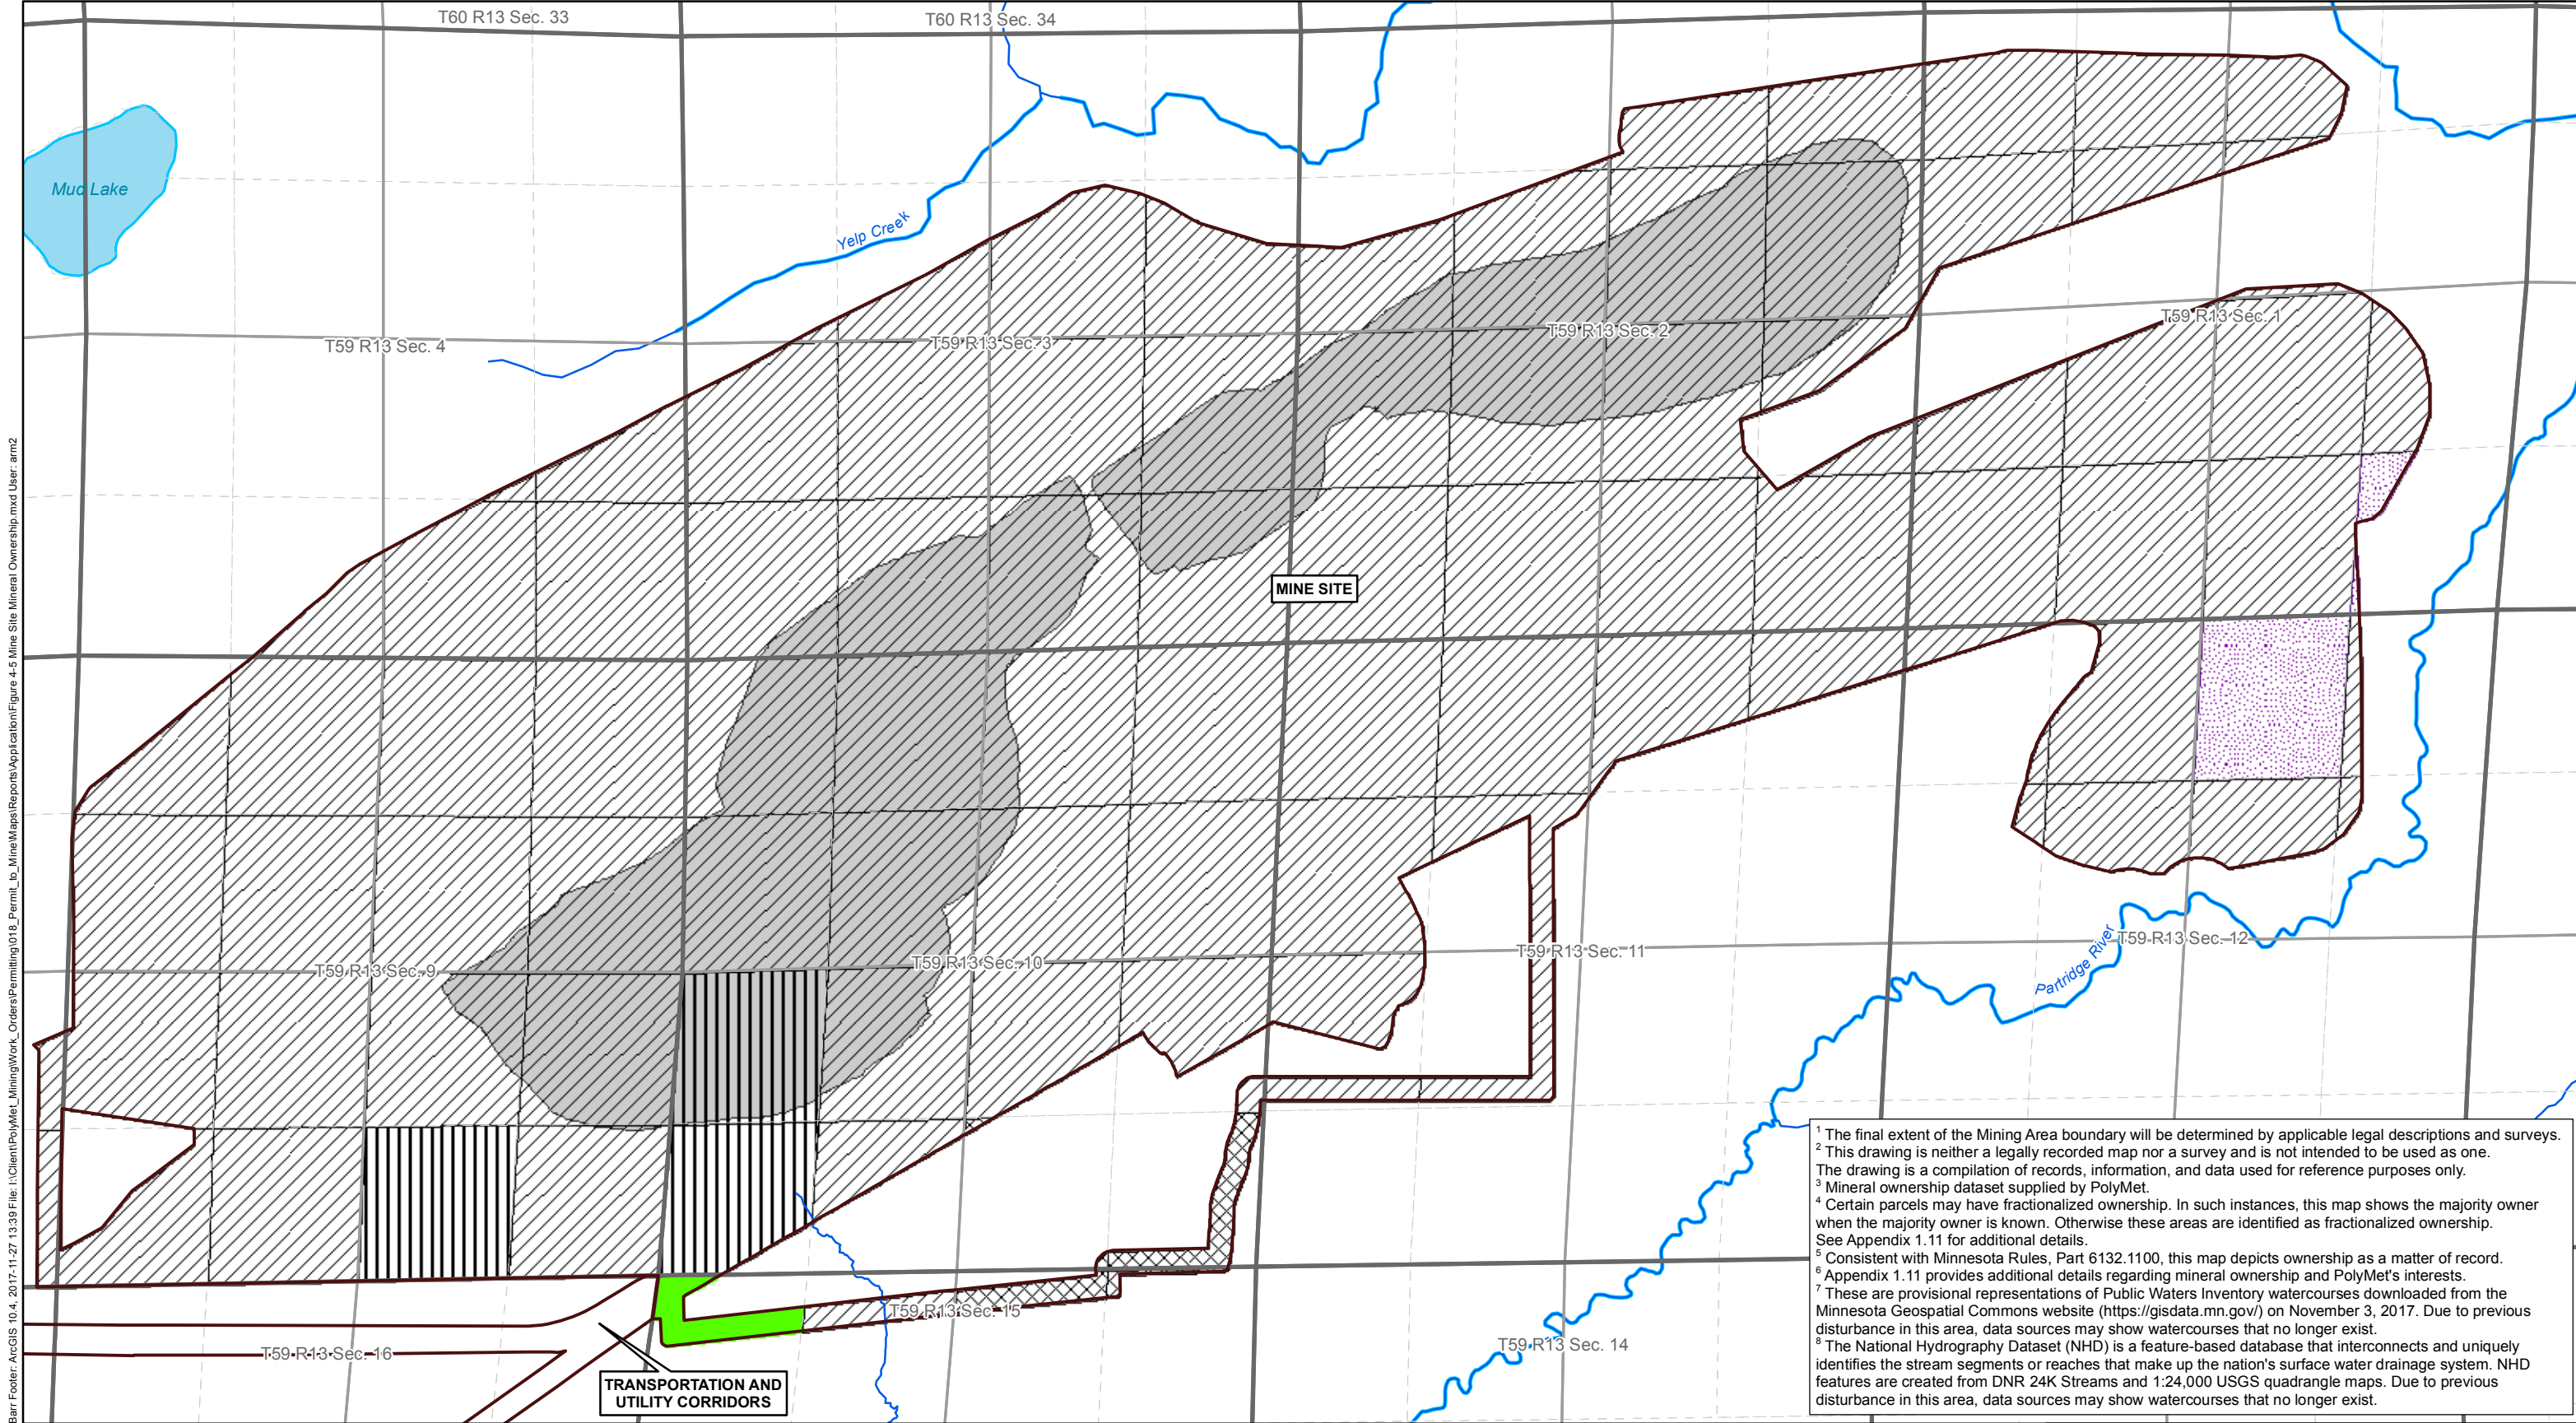 T60 R13 Sec. 33
T60 R13 Sec. 34
Mud Lake
Yelp Creek
T59 R13 Sec. 4
T59 R13 Sec. 3
T59 R13 Sec. 2
T59 R13 Sec. 1
MINE SITE
T59 R13 Sec. 9
T59 R13 Sec. 10
T59 R13 Sec. 11
T59 R13 Sec. 12
Partridge River
T59 R13 Sec. 16
T59 R13 Sec. 15
T59 R13 Sec. 14
TRANSPORTATION AND
UTILITY CORRIDORS
1 The final extent of the Mining Area boundary will be determined by applicable legal descriptions and surveys.
2 This drawing is neither a legally recorded map nor a survey and is not intended to be used as one.
The drawing is a compilation of records, information, and data used for reference purposes only.
3 Mineral ownership dataset supplied by PolyMet.
4 Certain parcels may have fractionalized ownership. In such instances, this map shows the majority owner
when the majority owner is known. Otherwise these areas are identified as fractionalized ownership.
See Appendix 1.11 for additional details.
5 Consistent with Minnesota Rules, Part 6132.1100, this map depicts ownership as a matter of record.
6 Appendix 1.11 provides additional details regarding mineral ownership and PolyMet's interests.
7 These are provisional representations of Public Waters Inventory watercourses downloaded from the
Minnesota Geospatial Commons website (https://gisdata.mn.gov/) on November 3, 2017. Due to previous
disturbance in this area, data sources may show watercourses that no longer exist.
8 The National Hydrography Dataset (NHD) is a feature-based database that interconnects and uniquely
identifies the stream segments or reaches that make up the nation's surface water drainage system. NHD
features are created from DNR 24K Streams and 1:24,000 USGS quadrangle maps. Due to previous
disturbance in this area, data sources may show watercourses that no longer exist.
Barr Footer: ArcGIS 10.4, 2017-11-27 13:39 File: I:\Client\PolyMet_Mining\Work_Orders\Permitting\018_Permit_to_Mine\Maps\Reports\Application\Figure 4-5 Mine Site Mineral Ownership.mxd User: arm2